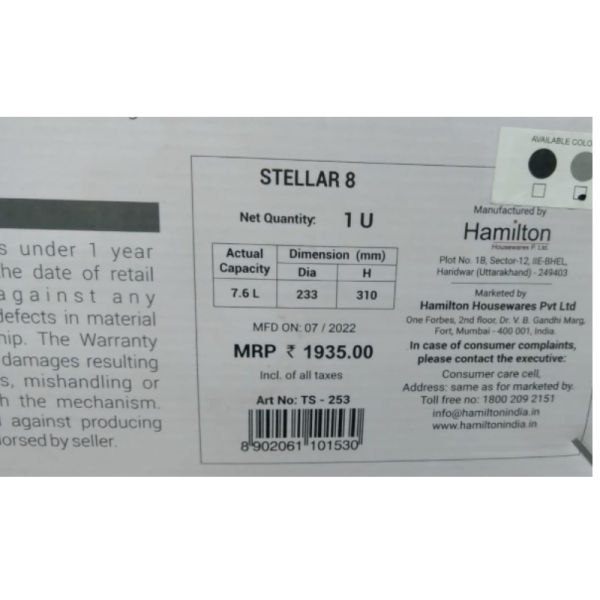 AVAILABLE COLO
s under 1 year
he date of retail
against any
defects in material
hip. The Warranty
damages resulting
s, mishandling or
h the mechanism.
against producing
dorsed by seller.
STELLAR 8
Net Quantity: 1 U
Actual Capacity Dimension (mm)
Dia H
7.6 L 233 310
MFD ON: 07 / 2022
MRP ₹ 1935.00
Incl. of all taxes
Art No: TS - 253
8 902061 101530
Manufactured by
Hamilton
Housewares P. Ltd.
Plot No. 1B, Sector-12, IIE-BHEL,
Haridwar (Uttarakhand) - 249403
Marketed by
Hamilton Housewares Pvt Ltd
One Forbes, 2nd floor, Dr. V. B. Gandhi Marg,
Fort, Mumbai - 400 001, India.
In case of consumer complaints,
please contact the executive:
Consumer care cell,
Address: same as for marketed by.
Toll free no: 1800 209 2151
info@hamiltonindia.in
www.hamiltonindia.in